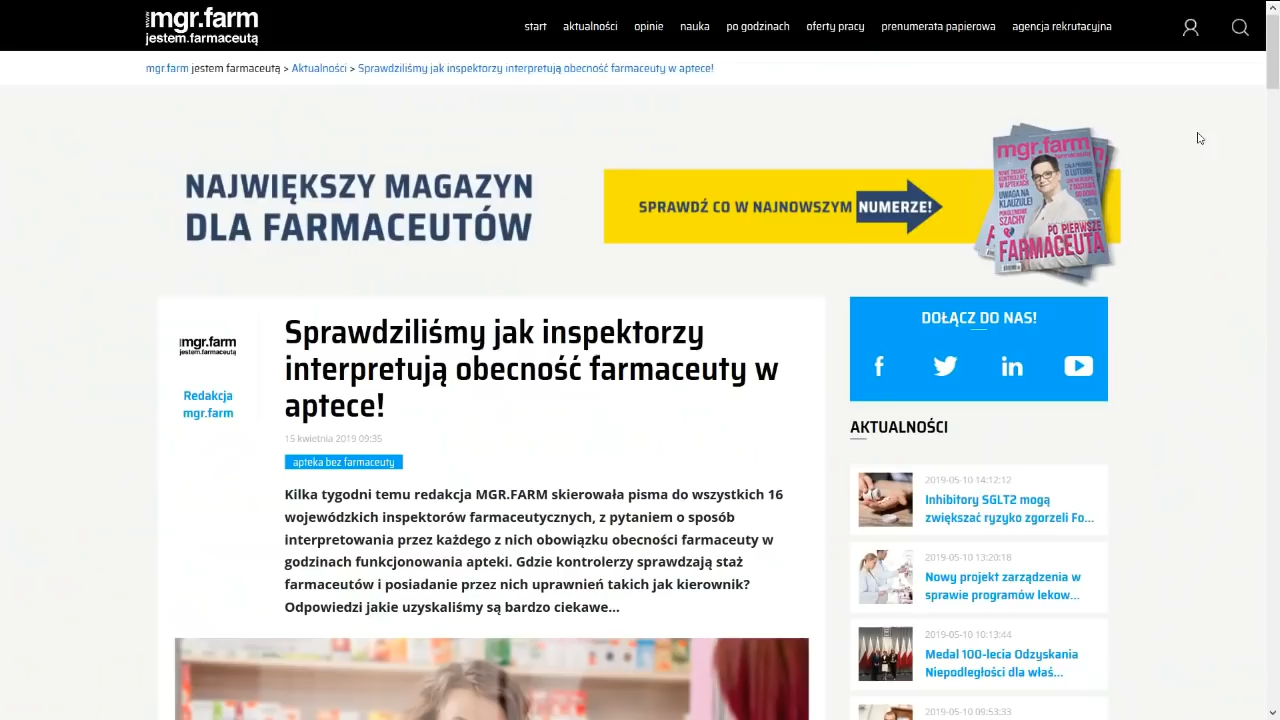 www.mgr.farm
jestem.farmaceutą
start aktualności opinie nauka po godzinach oferty pracy prenumerata papierowa agencja rekrutacyjna
mgr.farm jestem farmaceutą > Aktualności > Sprawdziliśmy jak inspektorzy interpretują obecność farmaceuty w aptece!
NAJWIĘKSZY MAGAZYN
DLA FARMACEUTÓW
SPRAWDŹ CO W NAJNOWSZYM NUMERZE!
mgr.farm
UWAGA NA
KLAUZULE!
SZACHY
PO PIERWSZE
FARMACEUTA
mgr.farm
jestem.farmaceutą
Redakcja
mgr.farm
Sprawdziliśmy jak inspektorzy
interpretują obecność farmaceuty w
aptece!
15 kwietnia 2019 09:35
apteka bez farmaceuty
Kilka tygodni temu redakcja MGR.FARM skierowała pisma do wszystkich 16
wojewódzkich inspektorów farmaceutycznych, z pytaniem o sposób
interpretowania przez każdego z nich obowiązku obecności farmaceuty w
godzinach funkcjonowania apteki. Gdzie kontrolerzy sprawdzają staż
farmaceutów i posiadanie przez nich uprawnień takich jak kierownik?
Odpowiedzi jakie uzyskaliśmy są bardzo ciekawe...
DOŁĄCZ DO NAS!
AKTUALNOŚCI
2019-05-10 14:12:12
Inhibitory SGLT2 mogą
zwiększać ryzyko zgorzeli Fo...
2019-05-10 13:20:18
Nowy projekt zarządzenia w
sprawie programów lekow...
2019-05-10 10:13:44
Medal 100-lecia Odzyskania
Niepodległości dla właś...
2019-05-10 09:53:33